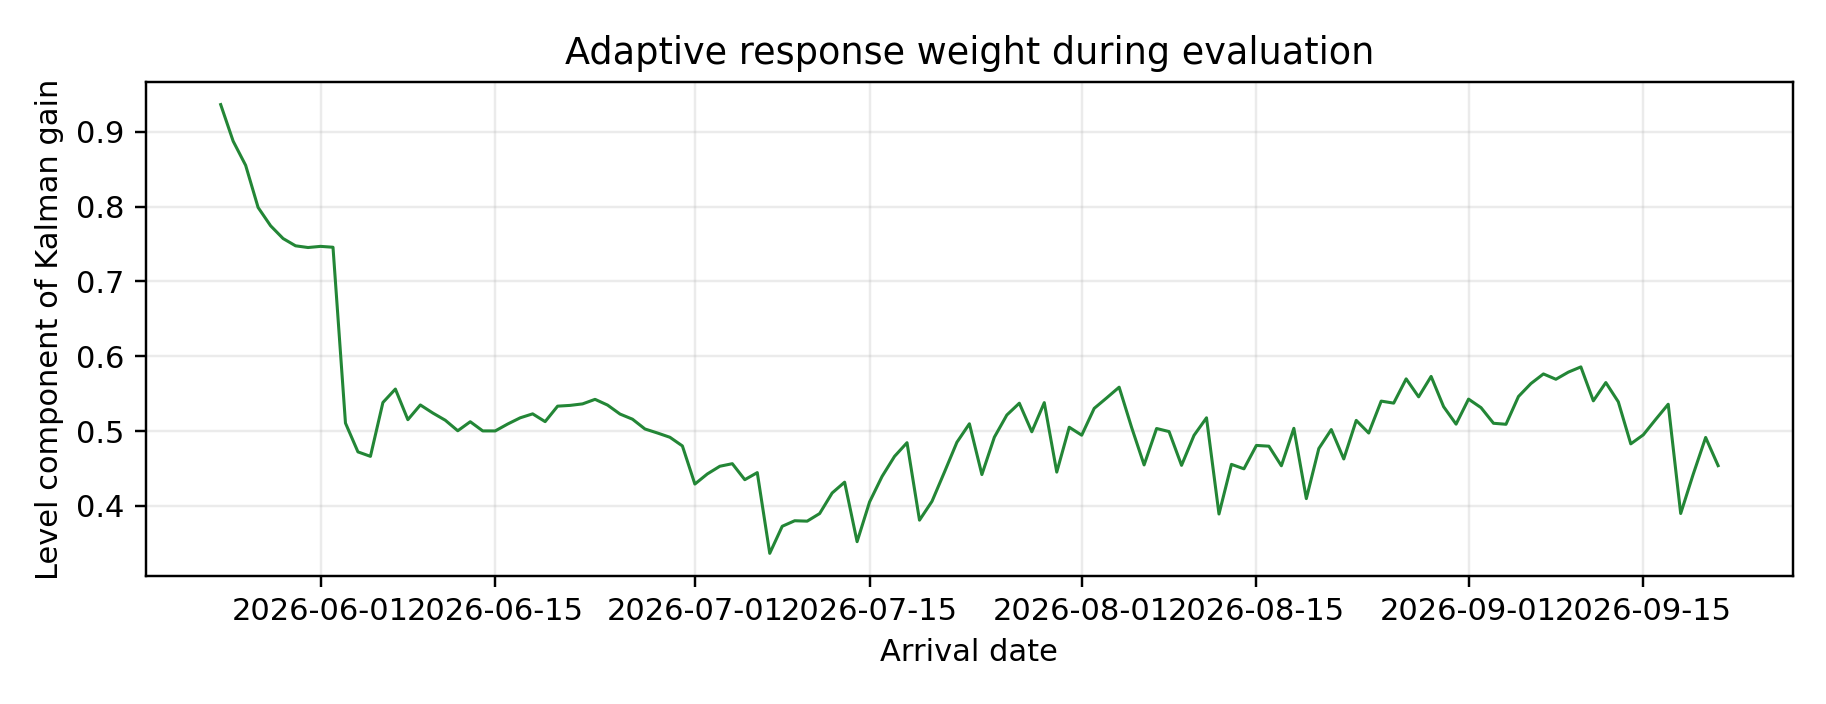 Adaptive response weight during evaluation
Level component of Kalman gain
0.9
0.8
0.7
0.6
0.5
0.4
2026-06-01 2026-06-15 2026-07-01 2026-07-15 2026-08-01 2026-08-15 2026-09-01 2026-09-15
Arrival date